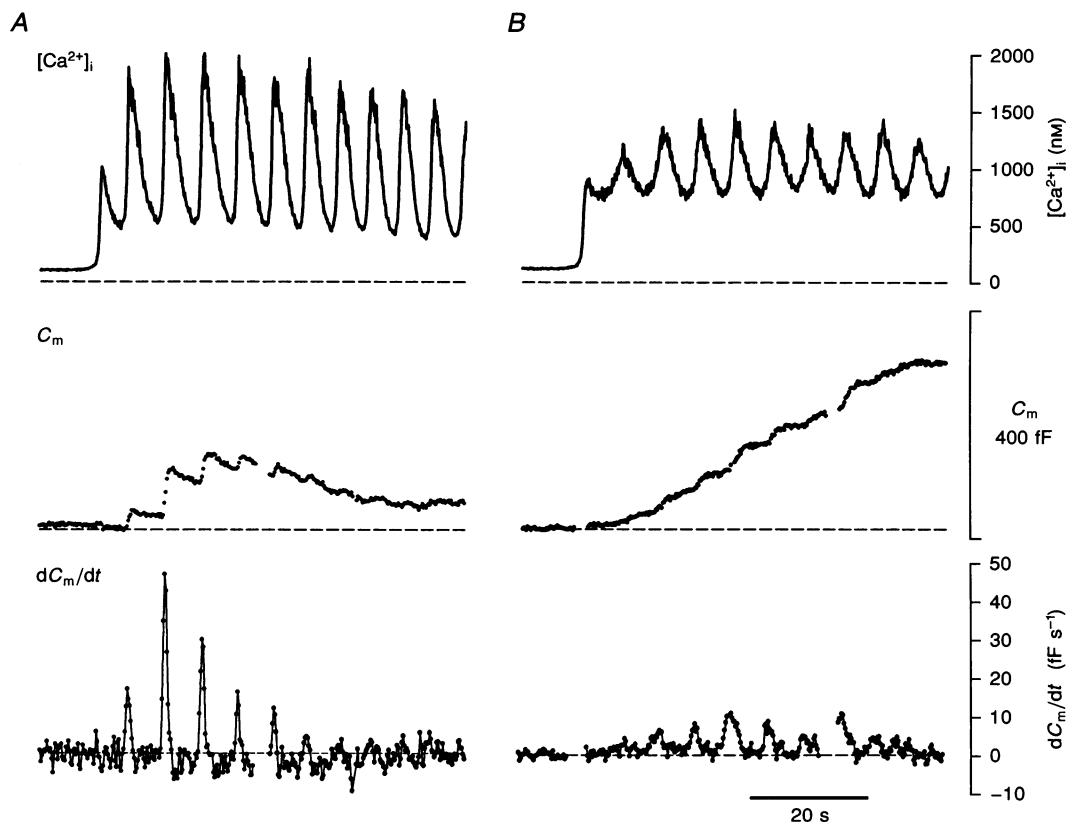 A
B
[Ca²⁺]ᵢ
2000
1500
1000
500
0
[Ca²⁺]ᵢ (nM)
Cₘ
Cₘ
400 fF
dCₘ/dt
50
40
30
20
10
0
−10
dCₘ/dt (fF s⁻¹)
20 s